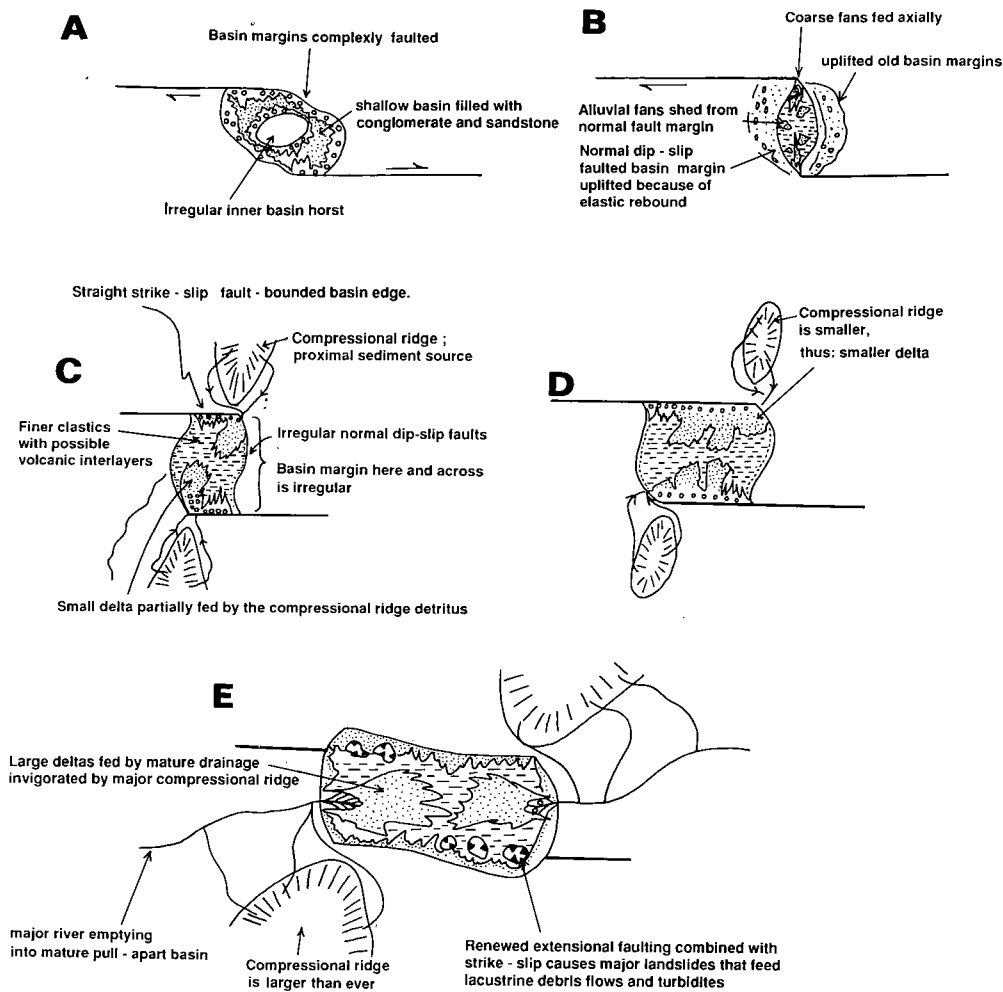 A
Basin margins complexly faulted
shallow basin filled with
conglomerate and sandstone
Irregular inner basin horst
B
Coarse fans fed axially
uplifted old basin margins
Alluvial fans shed from
normal fault margin
Normal dip - slip
faulted basin margin
uplifted because of
elastic rebound
Straight strike - slip fault - bounded basin edge.
C
Compressional ridge ;
proximal sediment source
Finer clastics
with possible
volcanic interlayers
Irregular normal dip-slip faults
Basin margin here and across
is irregular
Small delta partially fed by the compressional ridge detritus
D
Compressional ridge
is smaller,
thus: smaller delta
E
Large deltas fed by mature drainage
invigorated by major compressional ridge
major river emptying
into mature pull - apart basin
Compressional ridge
is larger than ever
Renewed extensional faulting combined with
strike - slip causes major landslides that feed
lacustrine debris flows and turbidites